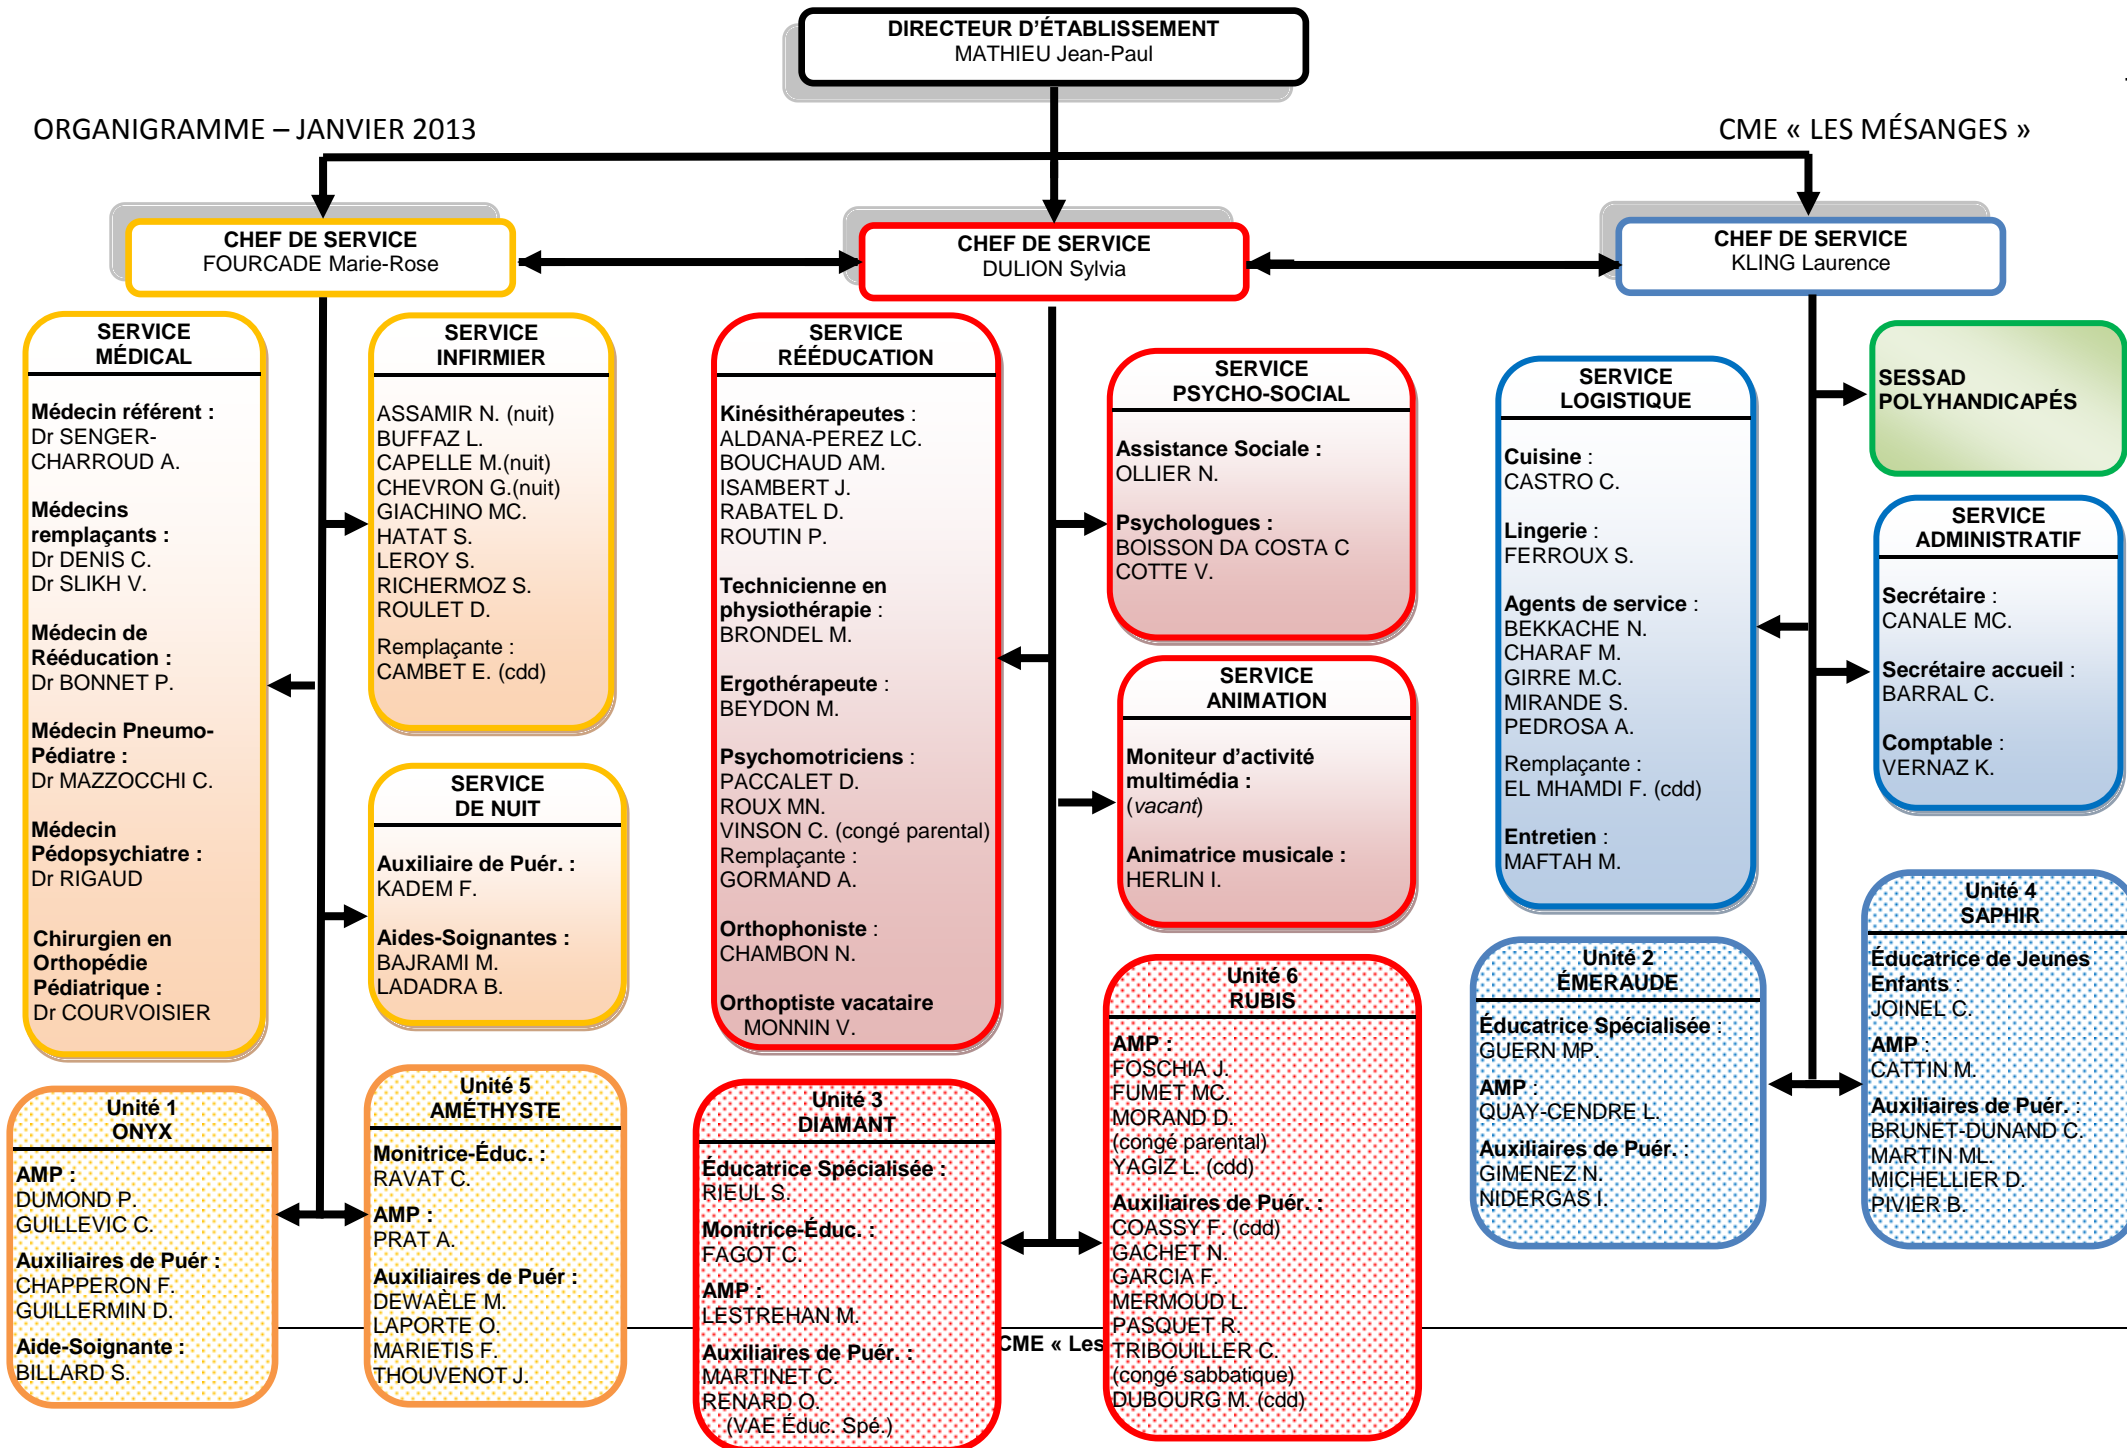 DIRECTEUR D'ÉTABLISSEMENT
MATHIEU Jean-Paul
ORGANIGRAMME – JANVIER 2013
CME « LES MÉSANGES »
CHEF DE SERVICE
FOURCADE Marie-Rose
CHEF DE SERVICE
DULION Sylvia
CHEF DE SERVICE
KLING Laurence
SERVICE
MÉDICAL
Médecin référent :
Dr SENGER-
CHARROUD A.
Médecins
remplaçants :
Dr DENIS C.
Dr SLIKH V.
Médecin de
Rééducation :
Dr BONNET P.
Médecin Pneumo-
Pédiatre :
Dr MAZZOCCHI C.
Médecin
Pédopsychiatre :
Dr RIGAUD
Chirurgien en
Orthopédie
Pédiatrique :
Dr COURVOISIER
SERVICE
INFIRMIER
ASSAMIR N. (nuit)
BUFFAZ L.
CAPELLE M.(nuit)
CHEVRON G.(nuit)
GIACHINO MC.
HATAT S.
LEROY S.
RICHERMOZ S.
ROULET D.
Remplaçante :
CAMBET E. (cdd)
SERVICE
DE NUIT
Auxiliaire de Puér. :
KADEM F.
Aides-Soignantes :
BAJRAMI M.
LADADRA B.
SERVICE
RÉÉDUCATION
Kinésithérapeutes :
ALDANA-PEREZ LC.
BOUCHAUD AM.
ISAMBERT J.
RABATEL D.
ROUTIN P.
Technicienne en
physiothérapie :
BRONDEL M.
Ergothérapeute :
BEYDON M.
Psychomotriciens :
PACCALET D.
ROUX MN.
VINSON C. (congé parental)
Remplaçante :
GORMAND A.
Orthophoniste :
CHAMBON N.
Orthoptiste vacataire
MONNIN V.
SERVICE
PSYCHO-SOCIAL
Assistance Sociale :
OLLIER N.
Psychologues :
BOISSON DA COSTA C
COTTE V.
SERVICE
ANIMATION
Moniteur d'activité
multimédia :
(vacant)
Animatrice musicale :
HERLIN I.
SERVICE
LOGISTIQUE
Cuisine :
CASTRO C.
Lingerie :
FERROUX S.
Agents de service :
BEKKACHE N.
CHARAF M.
GIRRE M.C.
MIRANDE S.
PEDROSA A.
Remplaçante :
EL MHAMDI F. (cdd)
Entretien :
MAFTAH M.
SESSAD
POLYHANDICAPÉS
SERVICE
ADMINISTRATIF
Secrétaire :
CANALE MC.
Secrétaire accueil :
BARRAL C.
Comptable :
VERNAZ K.
Unité 1
ONYX
AMP :
DUMOND P.
GUILLEVIC C.
Auxiliaires de Puér :
CHAPPERON F.
GUILLERMIN D.
Aide-Soignante :
BILLARD S.
Unité 5
AMÉTHYSTE
Monitrice-Éduc. :
RAVAT C.
AMP :
PRAT A.
Auxiliaires de Puér :
DEWAËLE M.
LAPORTE O.
MARIETIS F.
THOUVENOT J.
Unité 3
DIAMANT
Éducatrice Spécialisée :
RIEUL S.
Monitrice-Éduc. :
FAGOT C.
AMP :
LESTREHAN M.
Auxiliaires de Puér. :
MARTINET C.
RENARD O.
(VAE Éduc. Spé.)
Unité 6
RUBIS
AMP :
FOSCHIA J.
FUMET MC.
MORAND D.
(congé parental)
YAGIZ L. (cdd)
Auxiliaires de Puér. :
COASSY F. (cdd)
GACHET N.
GARCIA F.
MERMOUD L.
PASQUET R.
TRIBOUILLER C.
(congé sabbatique)
DUBOURG M. (cdd)
Unité 2
ÉMERAUDE
Éducatrice Spécialisée :
GUERN MP.
AMP :
QUAY-CENDRE L.
Auxiliaires de Puér. :
GIMENEZ N.
NIDERGAS I.
Unité 4
SAPHIR
Éducatrice de Jeunes
Enfants :
JOINEL C.
AMP :
CATTIN M.
Auxiliaires de Puér. :
BRUNET-DUNAND C.
MARTIN ML.
MICHELLIER D.
PIVIER B.
CME « Les